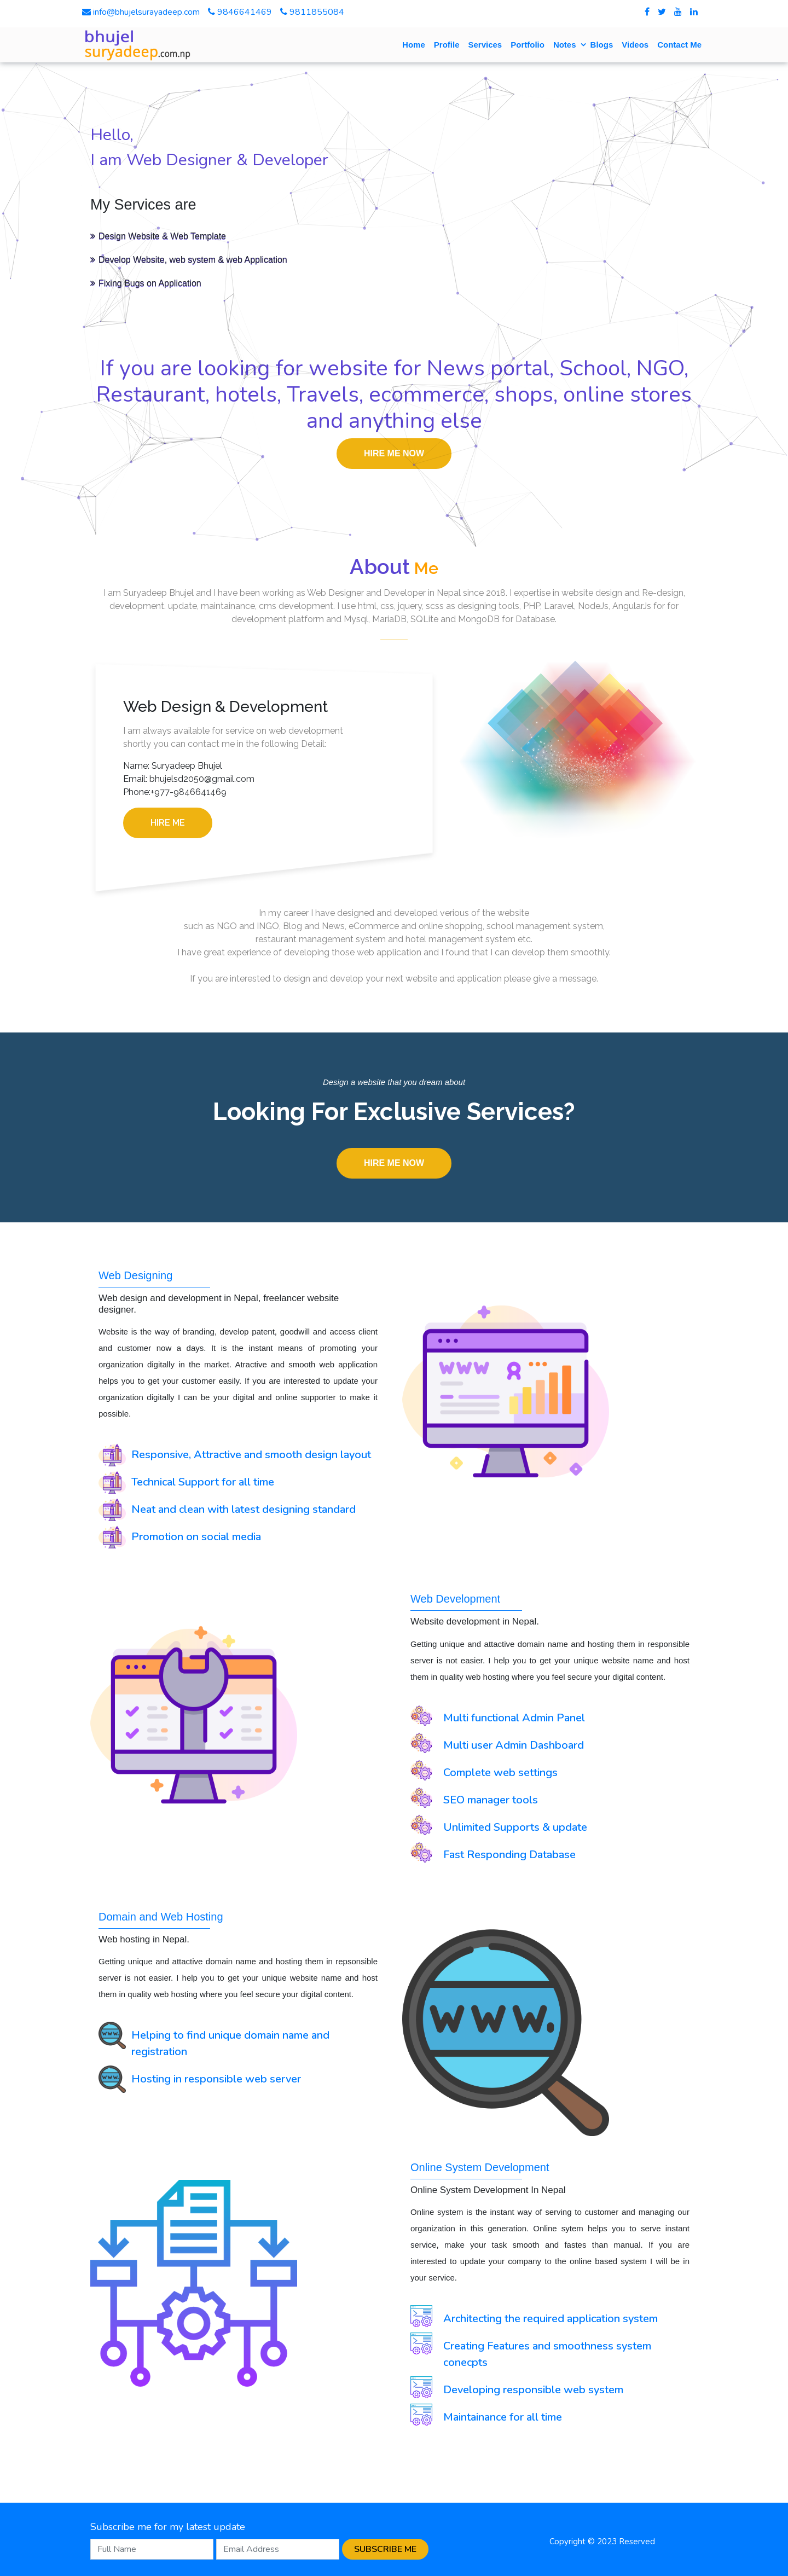 info@bhujelsurayadeep.com 9846641469 9811855084
bhujel
suryadeep.com.np
Home Profile Services Portfolio Notes Blogs Videos Contact Me
Hello,
I am Web Designer & Developer
My Services are
Design Website & Web Template
Develop Website, web system & web Application
Fixing Bugs on Application
If you are looking for website for News portal, School, NGO,
Restaurant, hotels, Travels, ecommerce, shops, online stores
and anything else
HIRE ME NOW
About Me
I am Suryadeep Bhujel and I have been working as Web Designer and Developer in Nepal since 2018. I expertise in website design and Re-design,
development. update, maintainance, cms development. I use html, css, jquery, scss as designing tools, PHP, Laravel, NodeJs, AngularJs for for
development platform and Mysql, MariaDB, SQLite and MongoDB for Database.
Web Design & Development
I am always available for service on web development
shortly you can contact me in the following Detail:
Name: Suryadeep Bhujel
Email: bhujelsd2050@gmail.com
Phone:+977-9846641469
HIRE ME
In my career I have designed and developed verious of the website
such as NGO and INGO, Blog and News, eCommerce and online shopping, school management system,
restaurant management system and hotel management system etc.
I have great experience of developing those web application and I found that I can develop them smoothly.
If you are interested to design and develop your next website and application please give a message.
Design a website that you dream about
Looking For Exclusive Services?
HIRE ME NOW
Web Designing
Web design and development in Nepal, freelancer website
designer.
Website is the way of branding, develop patent, goodwill and access client
and customer now a days. It is the instant means of promoting your
organization digitally in the market. Atractive and smooth web application
helps you to get your customer easily. If you are interested to update your
organization digitally I can be your digital and online supporter to make it
possible.
Responsive, Attractive and smooth design layout
Technical Support for all time
Neat and clean with latest designing standard
Promotion on social media
WWW
Web Development
Website development in Nepal.
Getting unique and attactive domain name and hosting them in responsible
server is not easier. I help you to get your unique website name and host
them in quality web hosting where you feel secure your digital content.
Multi functional Admin Panel
Multi user Admin Dashboard
Complete web settings
SEO manager tools
Unlimited Supports & update
Fast Responding Database
Domain and Web Hosting
Web hosting in Nepal.
Getting unique and attactive domain name and hosting them in repsonsible
server is not easier. I help you to get your unique website name and host
them in quality web hosting where you feel secure your digital content.
Helping to find unique domain name and
registration
Hosting in responsible web server
WWW.
Online System Development
Online System Development In Nepal
Online system is the instant way of serving to customer and managing our
organization in this generation. Online sytem helps you to serve instant
service, make your task smooth and fastes than manual. If you are
interested to update your company to the online based system I will be in
your service.
Architecting the required application system
Creating Features and smoothness system
conecpts
Developing responsible web system
Maintainance for all time
Subscribe me for my latest update
Full Name Email Address SUBSCRIBE ME
Copyright © 2023 Reserved